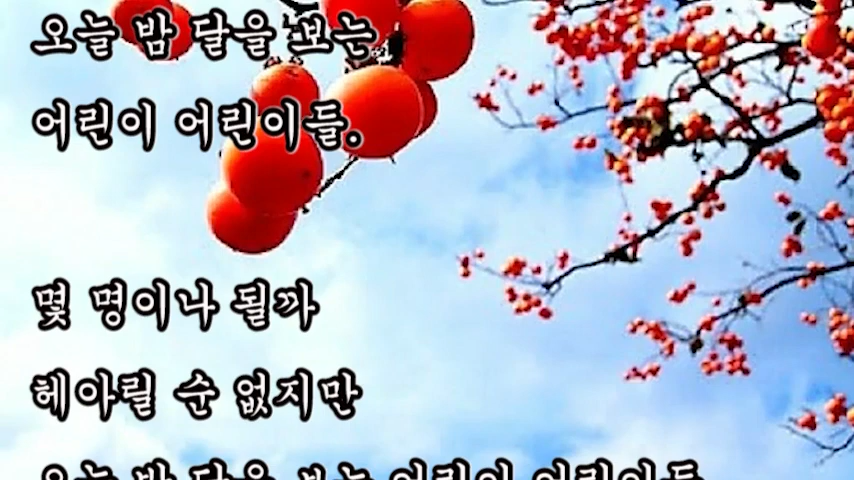 오늘 밤 달을 보는
어린이 어린이들.
몇 명이나 될까
헤아릴 순 없지만
오늘 밤 달을 보는 어린이 어린이들